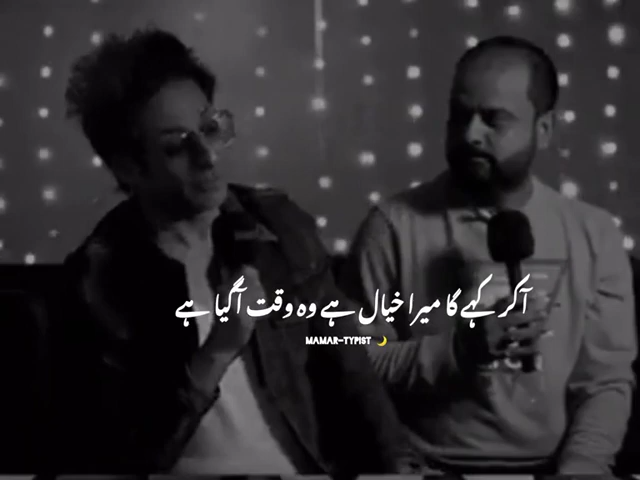 آکر کہے گا میرا خیال ہے وہ وقت آگیا ہے
MAMAR-TYPIST 🌙